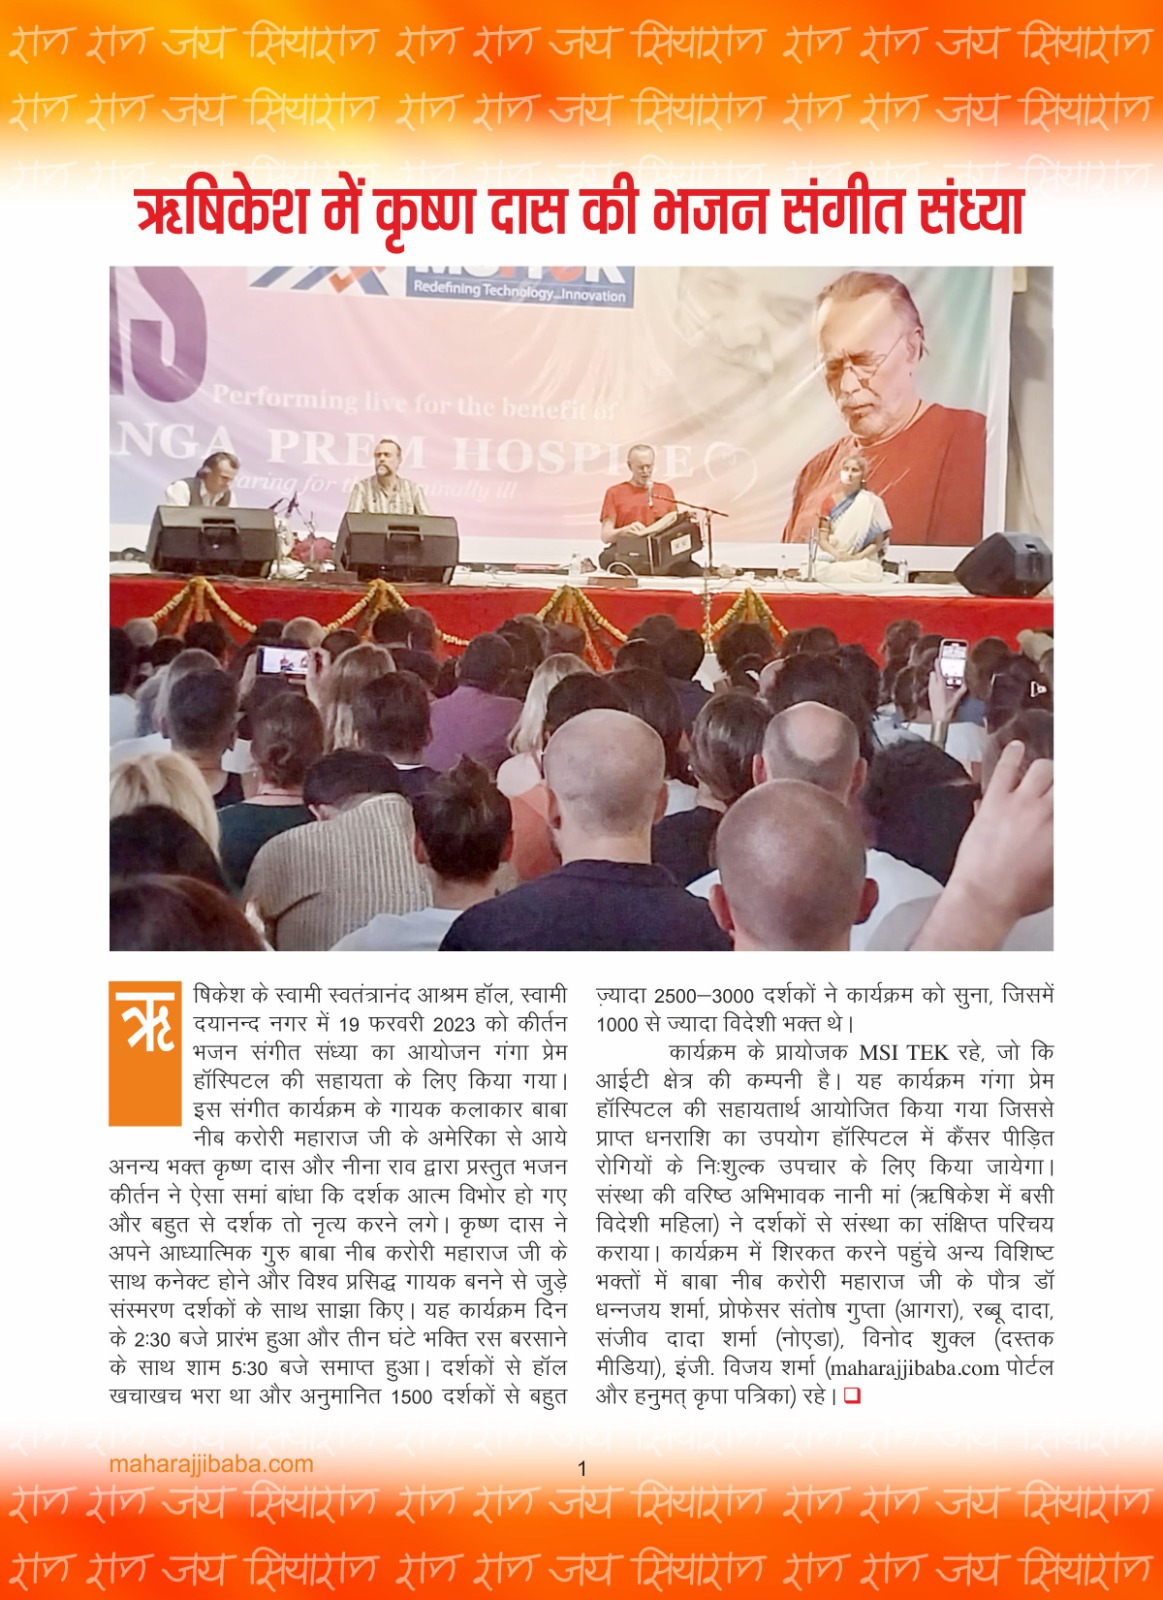 राम राम जय सियाराम राम राम जय सियाराम राम राम जय सियाराम
राम राम जय सियाराम राम राम जय सियाराम राम राम जय सियाराम
ऋषिकेश में कृष्ण दास की भजन संगीत संध्या
Redefining Technology...Innovation
Performing live for the benefit of
NGA PREM HOSPICE
aring for
ऋ
षिकेश के स्वामी स्वतंत्रानंद आश्रम हॉल, स्वामी
दयानन्द नगर में 19 फरवरी 2023 को कीर्तन
भजन संगीत संध्या का आयोजन गंगा प्रेम
हॉस्पिटल की सहायता के लिए किया गया।
इस संगीत कार्यक्रम के गायक कलाकार बाबा
नीब करोरी महाराज जी के अमेरिका से आये
अनन्य भक्त कृष्ण दास और नीना राव द्वारा प्रस्तुत भजन
कीर्तन ने ऐसा समां बांधा कि दर्शक आत्म विभोर हो गए
और बहुत से दर्शक तो नृत्य करने लगे। कृष्ण दास ने
अपने आध्यात्मिक गुरु बाबा नीब करोरी महाराज जी के
साथ कनेक्ट होने और विश्व प्रसिद्ध गायक बनने से जुड़े
संस्मरण दर्शकों के साथ साझा किए। यह कार्यक्रम दिन
के 2:30 बजे प्रारंभ हुआ और तीन घंटे भक्ति रस बरसाने
के साथ शाम 5:30 बजे समाप्त हुआ। दर्शकों से हॉल
खचाखच भरा था और अनुमानित 1500 दर्शकों से बहुत
ज़्यादा 2500–3000 दर्शकों ने कार्यक्रम को सुना, जिसमें
1000 से ज्यादा विदेशी भक्त थे।
कार्यक्रम के प्रायोजक MSI TEK रहे, जो कि
आईटी क्षेत्र की कम्पनी है। यह कार्यक्रम गंगा प्रेम
हॉस्पिटल की सहायतार्थ आयोजित किया गया जिससे
प्राप्त धनराशि का उपयोग हॉस्पिटल में कैंसर पीड़ित
रोगियों के निःशुल्क उपचार के लिए किया जायेगा।
संस्था की वरिष्ठ अभिभावक नानी मां (ऋषिकेश में बसी
विदेशी महिला) ने दर्शकों से संस्था का संक्षिप्त परिचय
कराया। कार्यक्रम में शिरकत करने पहुंचे अन्य विशिष्ट
भक्तों में बाबा नीब करोरी महाराज जी के पौत्र डॉ
धन्नजय शर्मा, प्रोफेसर संतोष गुप्ता (आगरा), रब्बू दादा,
संजीव दादा शर्मा (नोएडा), विनोद शुक्ल (दस्तक
मीडिया), इंजी. विजय शर्मा (maharajjibaba.com पोर्टल
और हनुमत् कृपा पत्रिका) रहे। ❑
maharajjibaba.com
1
राम राम जय सियाराम राम राम जय सियाराम राम राम जय सियाराम
राम राम जय सियाराम राम राम जय सियाराम राम राम जय सियाराम